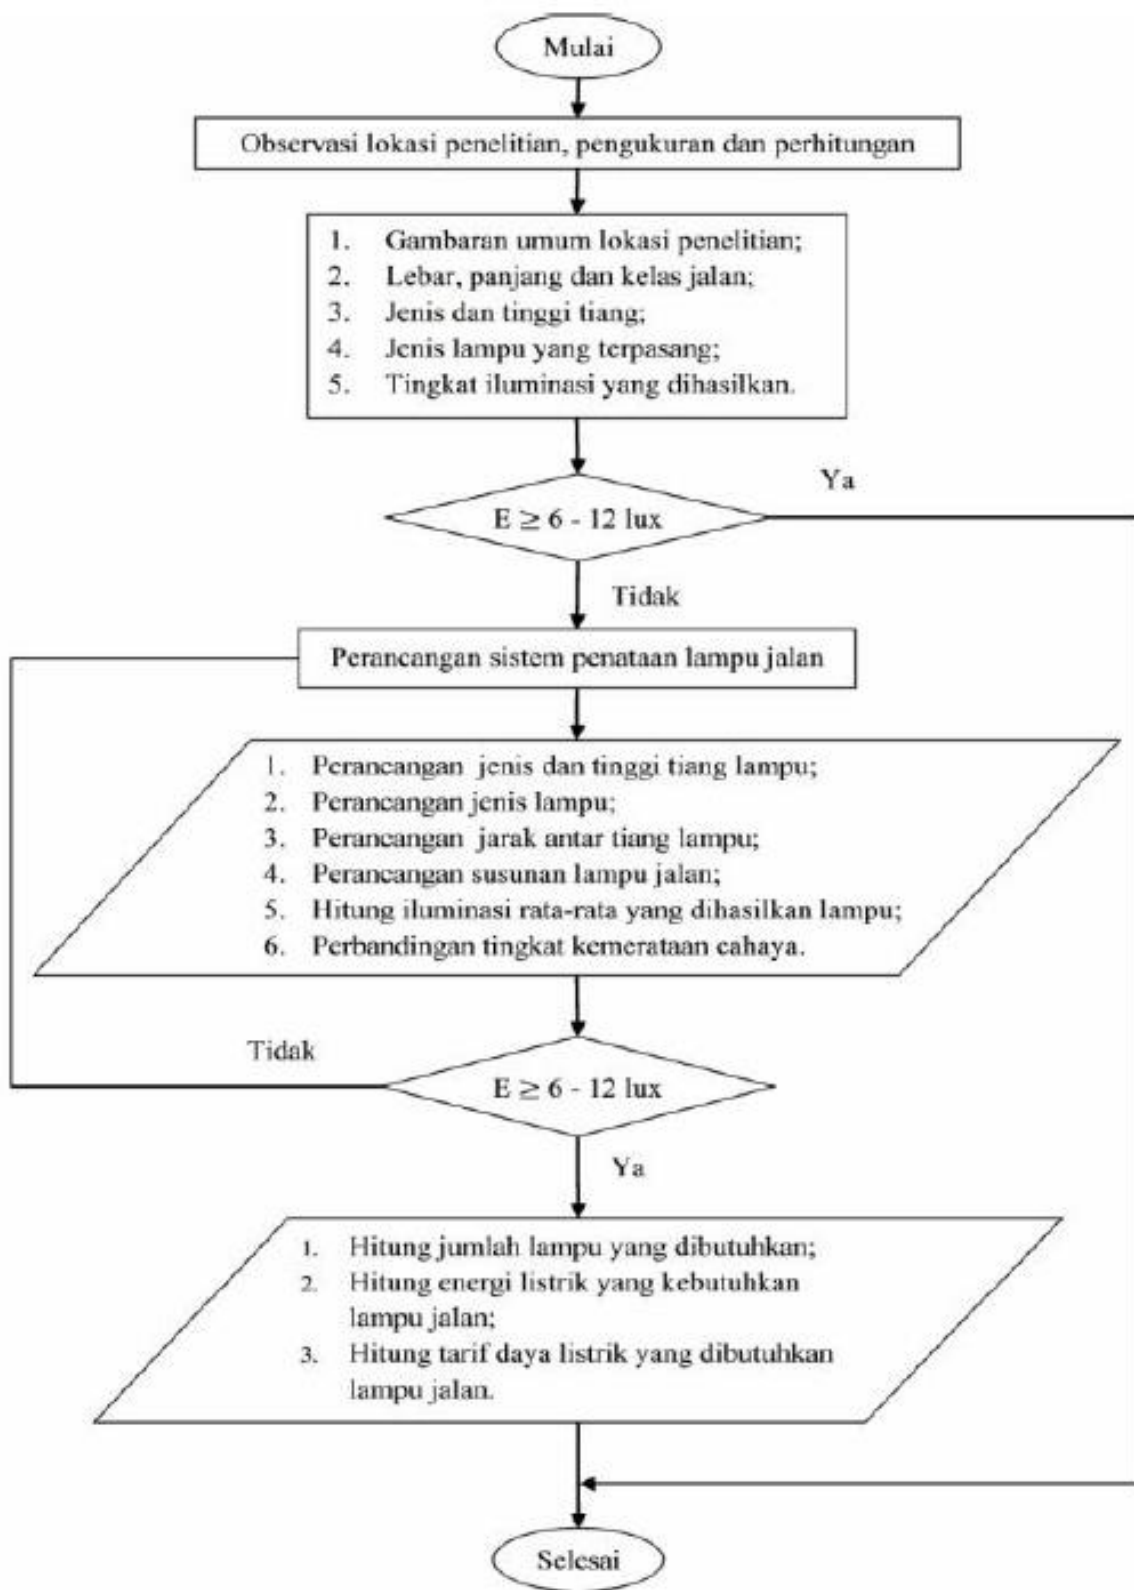 Mulai
Observasi lokasi penelitian, pengukuran dan perhitungan
1. Gambaran umum lokasi penelitian;
2. Lebar, panjang dan kelas jalan;
3. Jenis dan tinggi tiang;
4. Jenis lampu yang terpasang;
5. Tingkat iluminasi yang dihasilkan.
Ya
E ≥ 6 - 12 lux
Tidak
Perancangan sistem penataan lampu jalan
1. Perancangan jenis dan tinggi tiang lampu;
2. Perancangan jenis lampu;
3. Perancangan jarak antar tiang lampu;
4. Perancangan susunan lampu jalan;
5. Hitung iluminasi rata-rata yang dihasilkan lampu;
6. Perbandingan tingkat kemerataan cahaya.
Tidak
E ≥ 6 - 12 lux
Ya
1. Hitung jumlah lampu yang dibutuhkan;
2. Hitung energi listrik yang kebutuhkan
lampu jalan;
3. Hitung tarif daya listrik yang dibutuhkan
lampu jalan.
Selesai